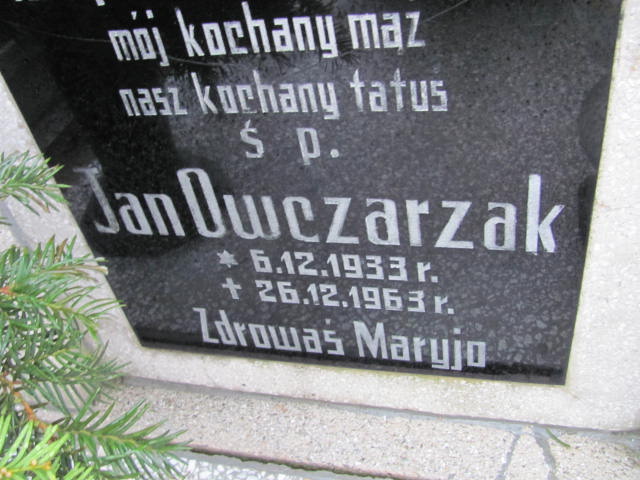 mój kochany mąż
nasz kochany tatuś
ś p.
Jan Owczarzak
* 6.12.1933 r.
+ 26.12.1963 r.
Zdrowaś Maryjo